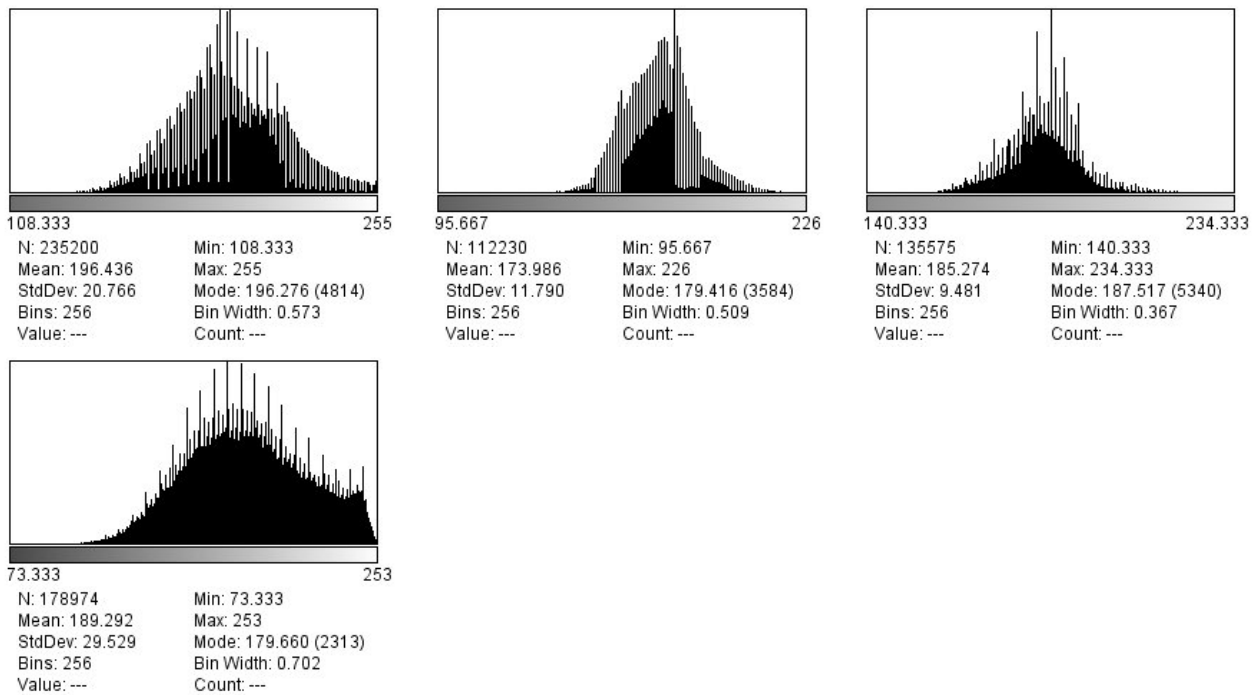 108.333 255
N: 235200 Min: 108.333
Mean: 196.436 Max: 255
StdDev: 20.766 Mode: 196.276 (4814)
Bins: 256 Bin Width: 0.573
Value: --- Count: ---
95.667 226
N: 112230 Min: 95.667
Mean: 173.986 Max: 226
StdDev: 11.790 Mode: 179.416 (3584)
Bins: 256 Bin Width: 0.509
Value: --- Count: ---
140.333 234.333
N: 135575 Min: 140.333
Mean: 185.274 Max: 234.333
StdDev: 9.481 Mode: 187.517 (5340)
Bins: 256 Bin Width: 0.367
Value: --- Count: ---
73.333 253
N: 178974 Min: 73.333
Mean: 189.292 Max: 253
StdDev: 29.529 Mode: 179.660 (2313)
Bins: 256 Bin Width: 0.702
Value: --- Count: ---